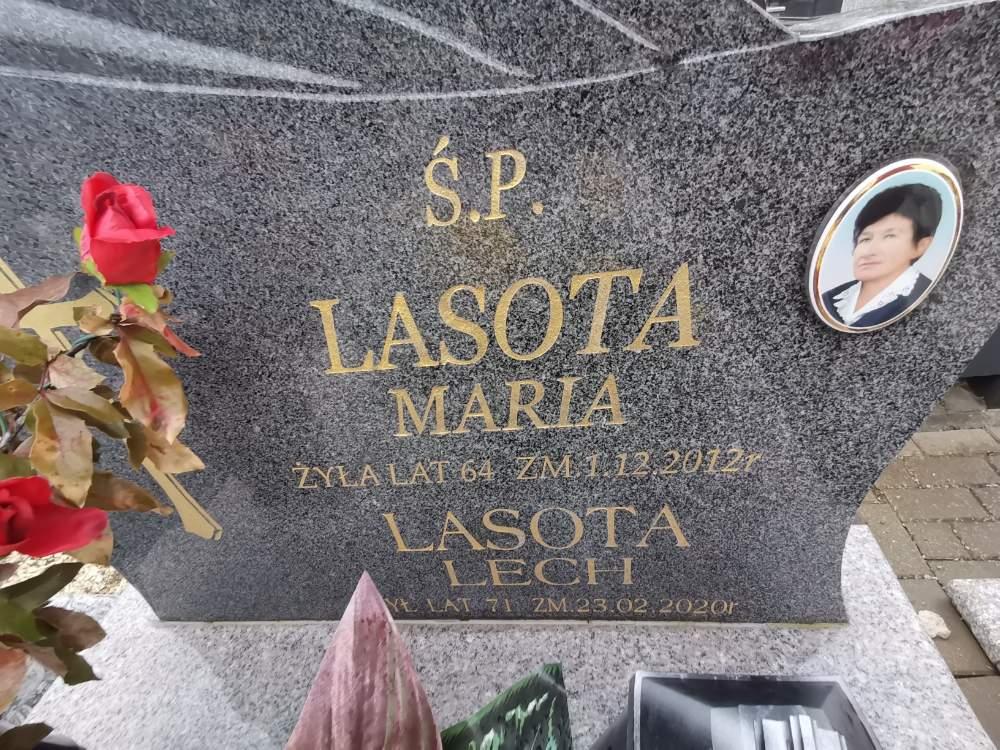 Ś.P.
LASOTA
MARIA
ŻYŁA LAT 64 ZM.1.12.2012r
LASOTA
LECH
LAT 71 ZM.23.02.2020r